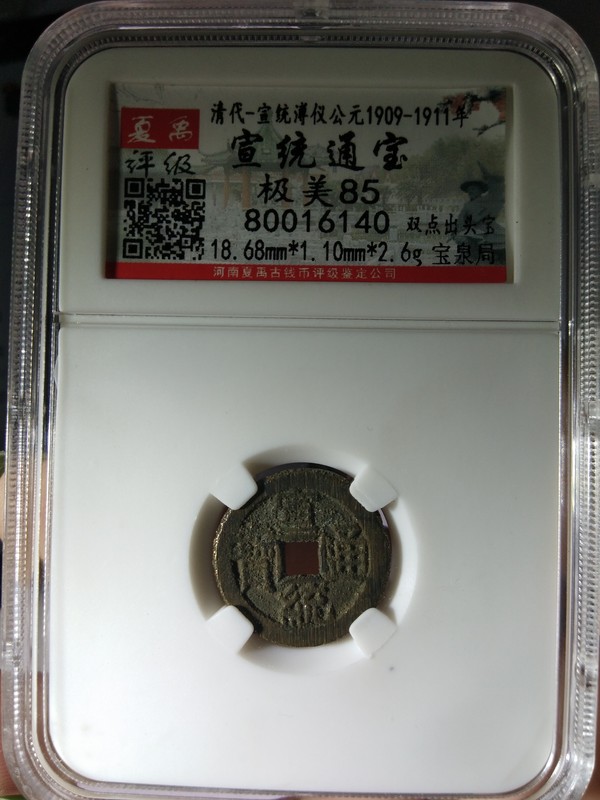 清代-宣统溥仪公元1909-1911年
夏禹
评级
宣统通宝
极美85
80016140 双点出头宝
18.68mm*1.10mm*2.6g 宝泉局
河南夏禹古钱币评级鉴定公司